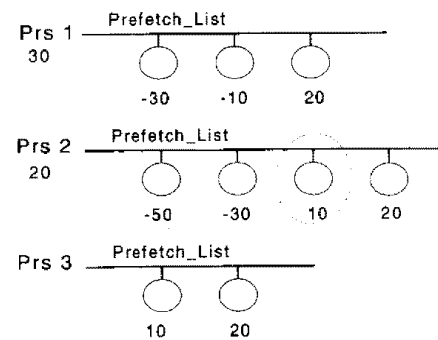 Prefetch_List
Prs 1
30
-30 -10 20
Prefetch_List
Prs 2
20
-50 -30 10 20
Prefetch_List
Prs 3
10 20